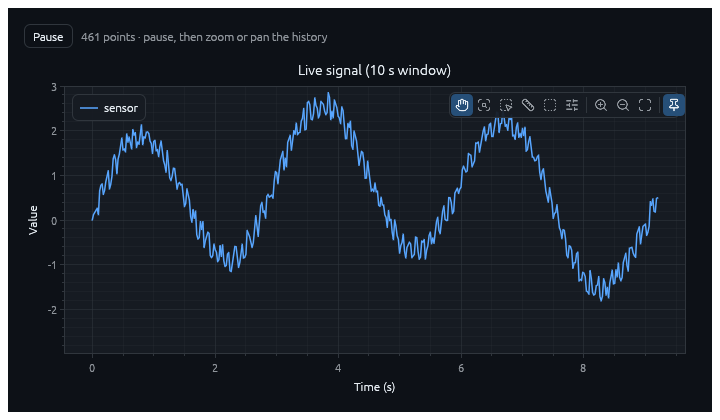 Pause
461 points · pause, then zoom or pan the history
Live signal (10 s window)
sensor
3
2
1
0
-1
-2
Value
0 2 4 6 8
Time (s)